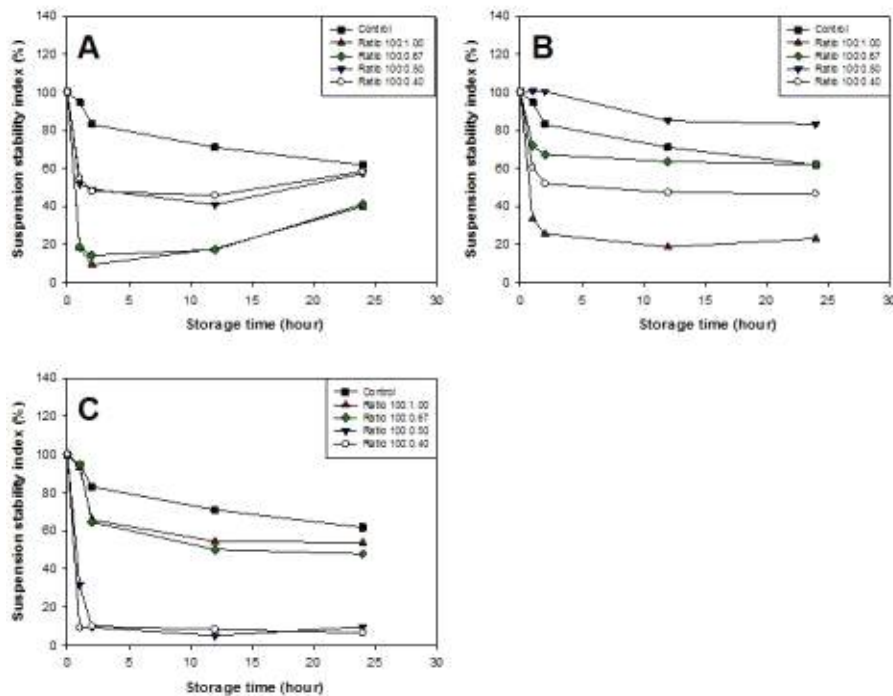 A
Control
Ratio 100:1.00
Ratio 100:0.67
Ratio 100:0.50
Ratio 100:0.40
Suspension stability index (%)
140
120
100
80
60
40
20
0
0 5 10 15 20 25 30
Storage time (hour)
B
Control
Ratio 100:1.00
Ratio 100:0.67
Ratio 100:0.50
Ratio 100:0.40
Suspension stability index (%)
140
120
100
80
60
40
20
0
0 5 10 15 20 25 30
Storage time (hour)
C
Control
Ratio 100:1.00
Ratio 100:0.67
Ratio 100:0.50
Ratio 100:0.40
Suspension stability index (%)
140
120
100
80
60
40
20
0
0 5 10 15 20 25 30
Storage time (hour)